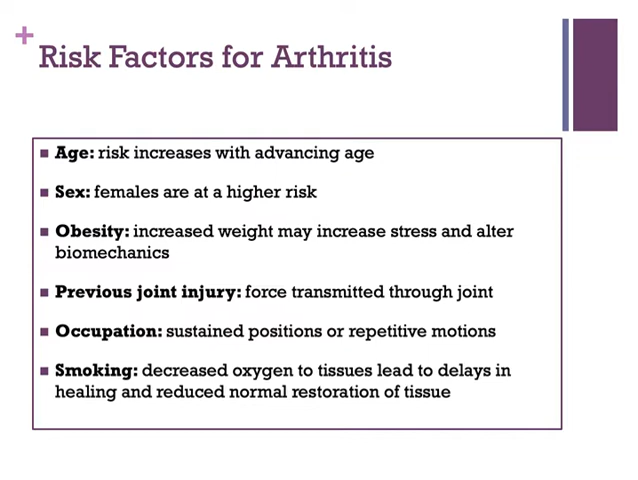 +
Risk Factors for Arthritis
■ Age: risk increases with advancing age
■ Sex: females are at a higher risk
■ Obesity: increased weight may increase stress and alter
biomechanics
■ Previous joint injury: force transmitted through joint
■ Occupation: sustained positions or repetitive motions
■ Smoking: decreased oxygen to tissues lead to delays in
healing and reduced normal restoration of tissue